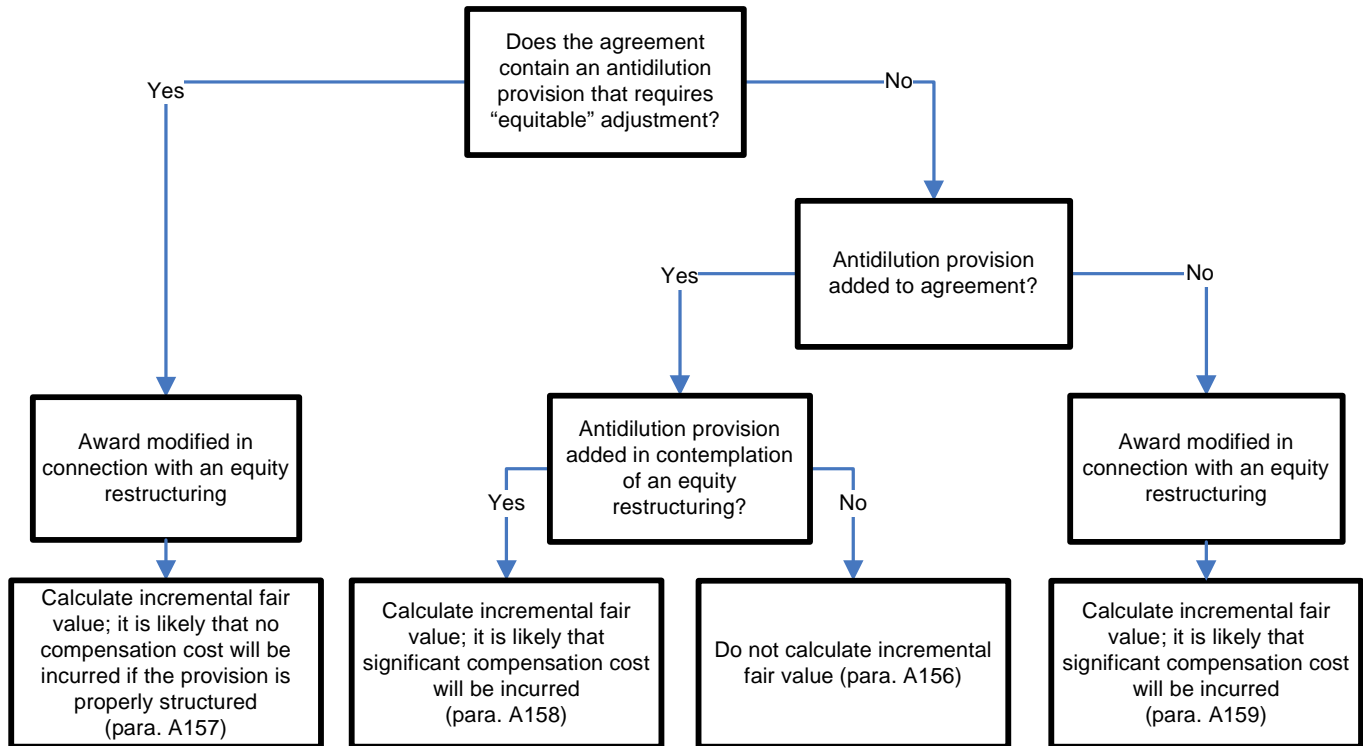 Does the agreement
contain an antidilution
provision that requires
“equitable” adjustment?
Yes
No
Antidilution provision
added to agreement?
Yes
No
Award modified in
connection with an equity
restructuring
Antidilution provision
added in contemplation
of an equity
restructuring?
Award modified in
connection with an equity
restructuring
Yes
No
Calculate incremental fair
value; it is likely that no
compensation cost will be
incurred if the provision is
properly structured
(para. A157)
Calculate incremental fair
value; it is likely that
significant compensation cost
will be incurred
(para. A158)
Do not calculate incremental
fair value (para. A156)
Calculate incremental fair
value; it is likely that
significant compensation cost
will be incurred
(para. A159)